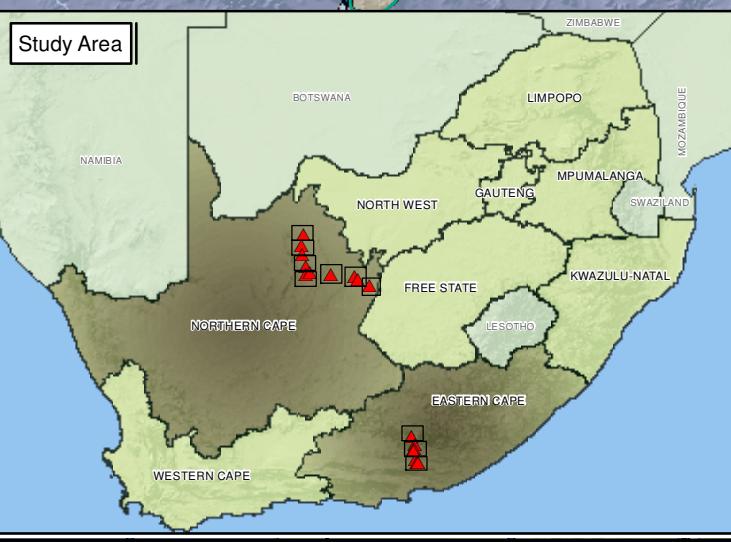 ZIMBABWE
Study Area
BOTSWANA
LIMPOPO
MOZAMBIQUE
NAMIBIA
MPUMALANGA
GAUTENG
NORTH WEST
SWAZILAND
KWAZULU-NATAL
FREE STATE
NORTHERN CAPE
LESOTHO
EASTERN CAPE
WESTERN CAPE